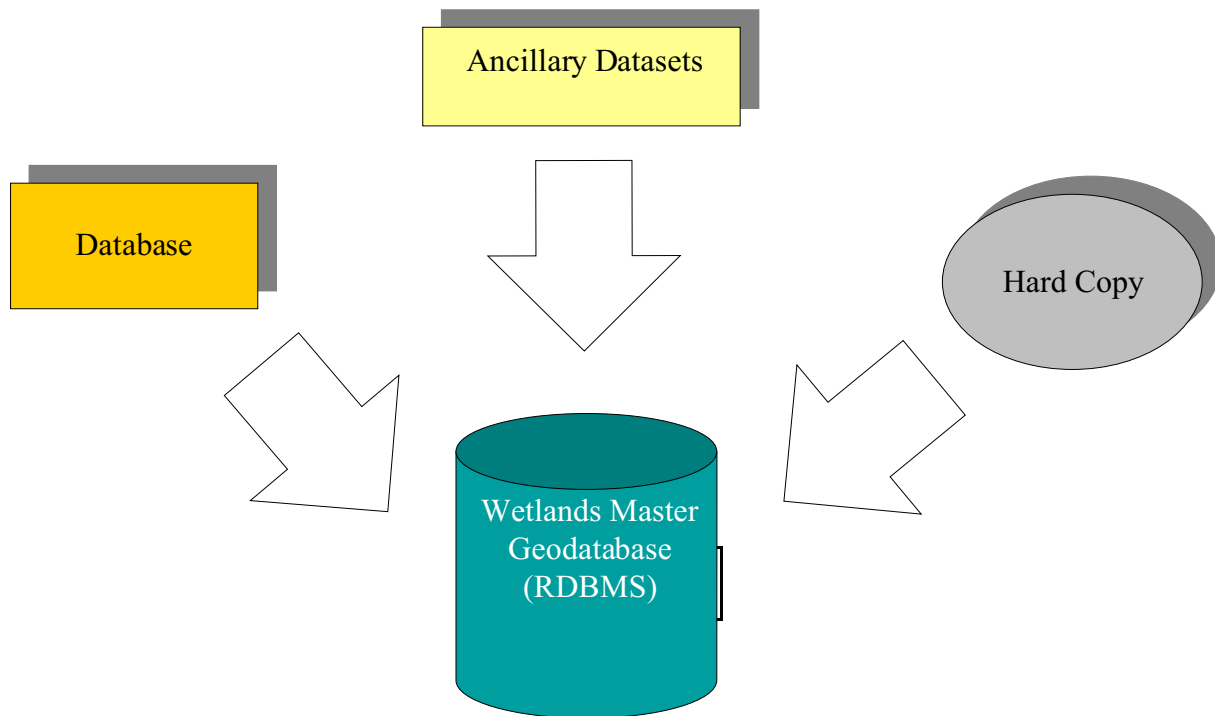 Ancillary Datasets
Database
Hard Copy
Wetlands Master
Geodatabase
(RDBMS)